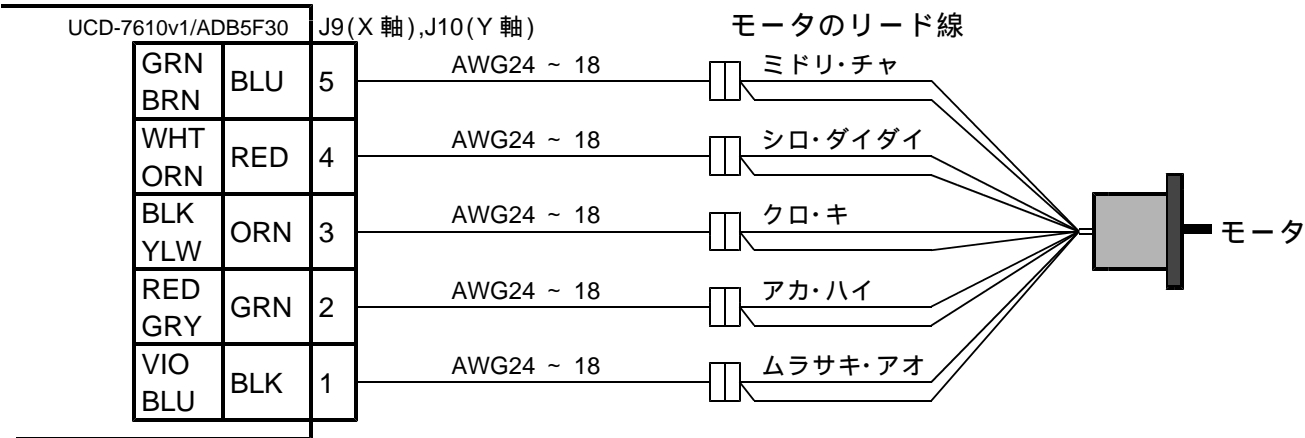 UCD-7610v1/ADB5F30 J9(X軸),J10(Y軸) モータのリード線
GRN
BRN
BLU 5 AWG24 ~ 18 ミドリ・チャ
WHT
ORN
RED 4 AWG24 ~ 18 シロ・ダイダイ
BLK
YLW
ORN 3 AWG24 ~ 18 クロ・キ
モータ
RED
GRY
GRN 2 AWG24 ~ 18 アカ・ハイ
VIO
BLU
BLK 1 AWG24 ~ 18 ムラサキ・アオ